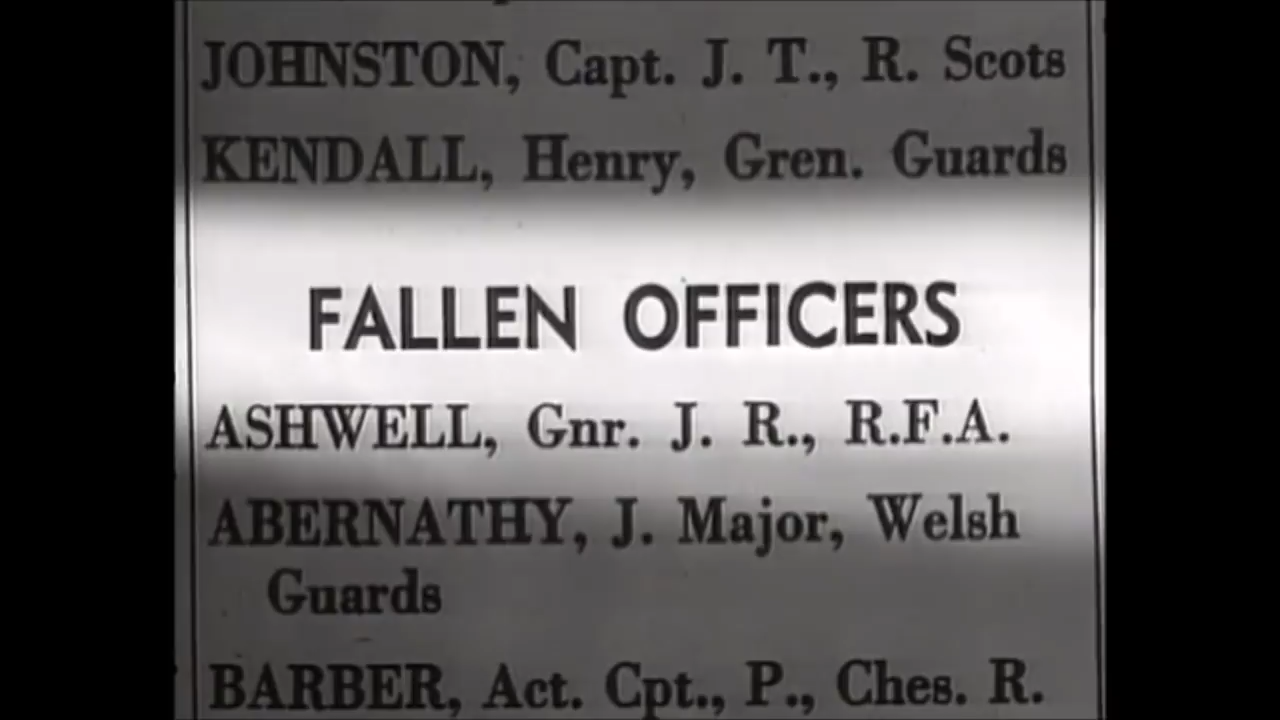 JOHNSTON, Capt. J. T., R. Scots
KENDALL, Henry, Gren. Guards
FALLEN OFFICERS
ASHWELL, Gnr. J. R., R.F.A.
ABERNATHY, J. Major, Welsh
Guards
BARBER, Act. Cpt., P., Ches. R.